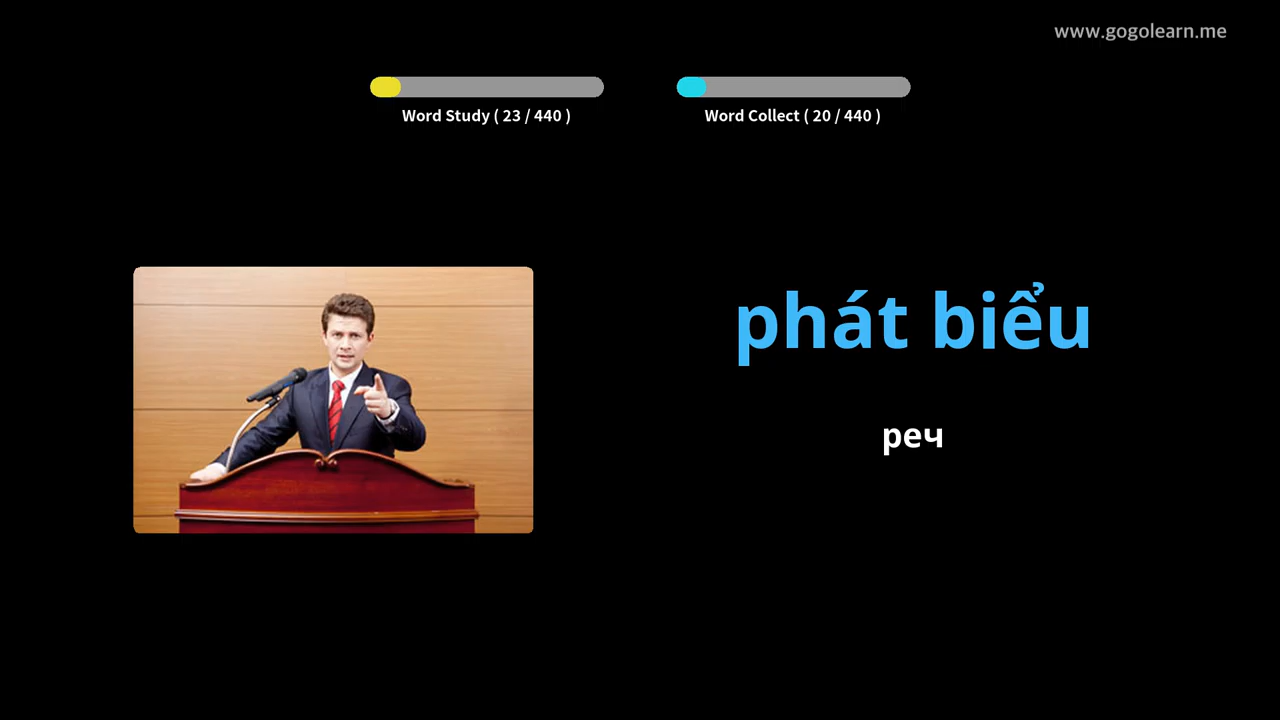 www.gogolearn.me
Word Study ( 23 / 440 )
Word Collect ( 20 / 440 )
phát biểu
реч